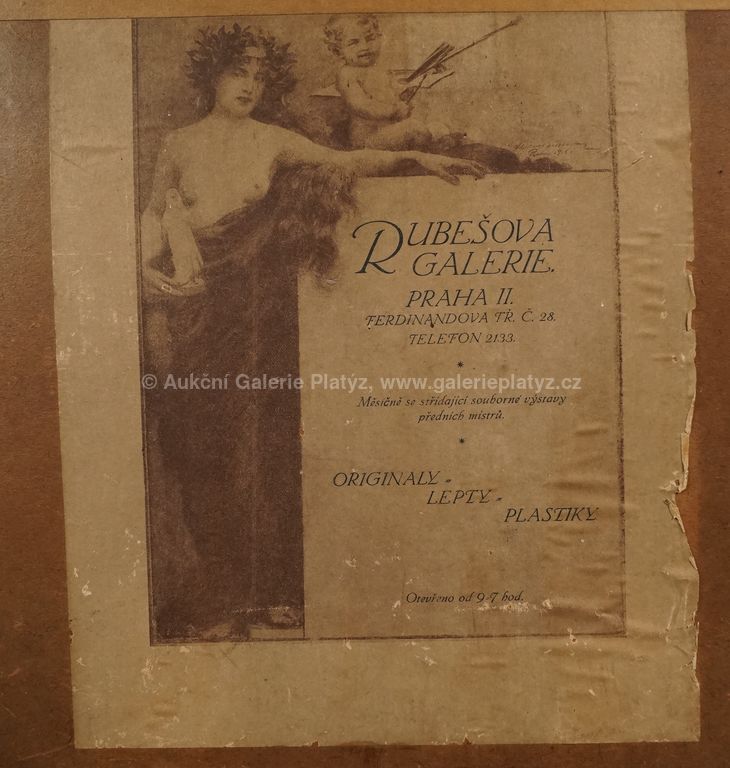 RUBEŠOVA
GALERIE.
PRAHA II.
FERDINANDOVA TŘ. Č. 28.
TELEFON 2133.
*
© Aukční Galerie Platýz, www.galerieplatyz.cz
Měsíčně se střídající souborné výstavy
předních mistrů.
*
ORIGINALY -
LEPTY -
PLASTIKY
Otevřeno od 9-7 hod.